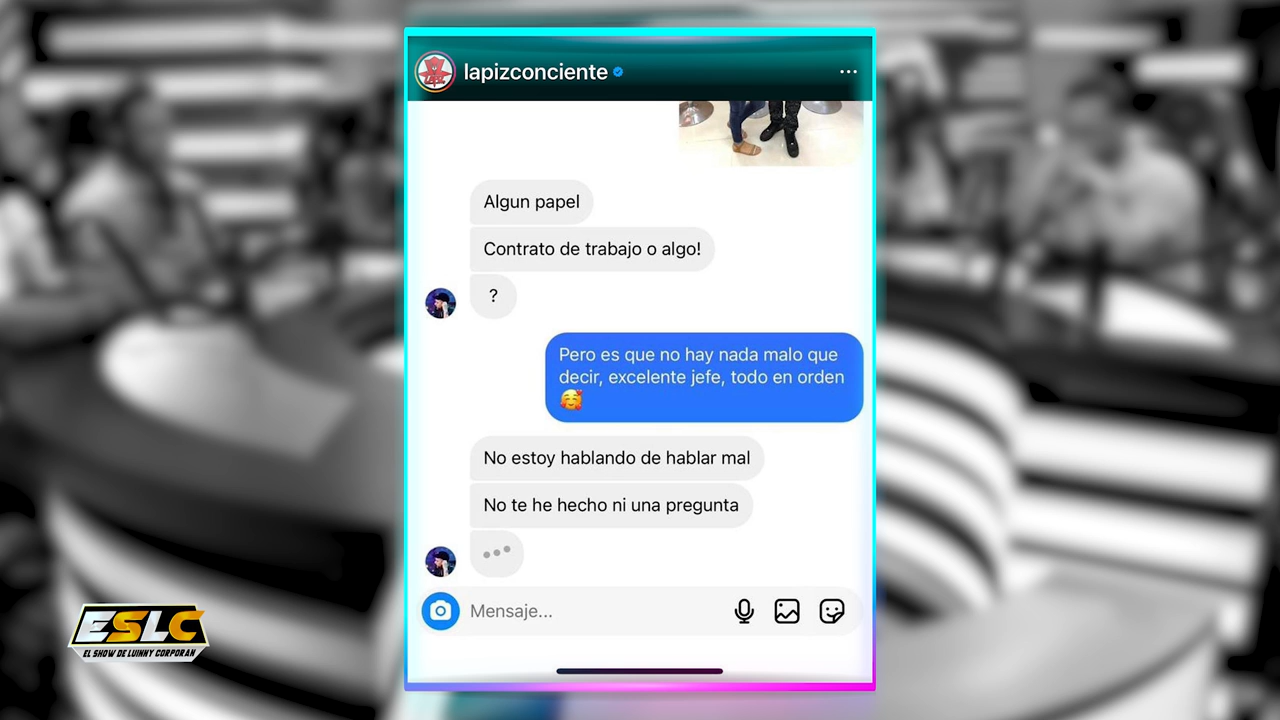 lapizconciente
Algun papel
Contrato de trabajo o algo!
?
Pero es que no hay nada malo que
decir, excelente jefe, todo en orden
No estoy hablando de hablar mal
No te he hecho ni una pregunta
Mensaje...
ESLC
EL SHOW DE LUINNY CORPORAN